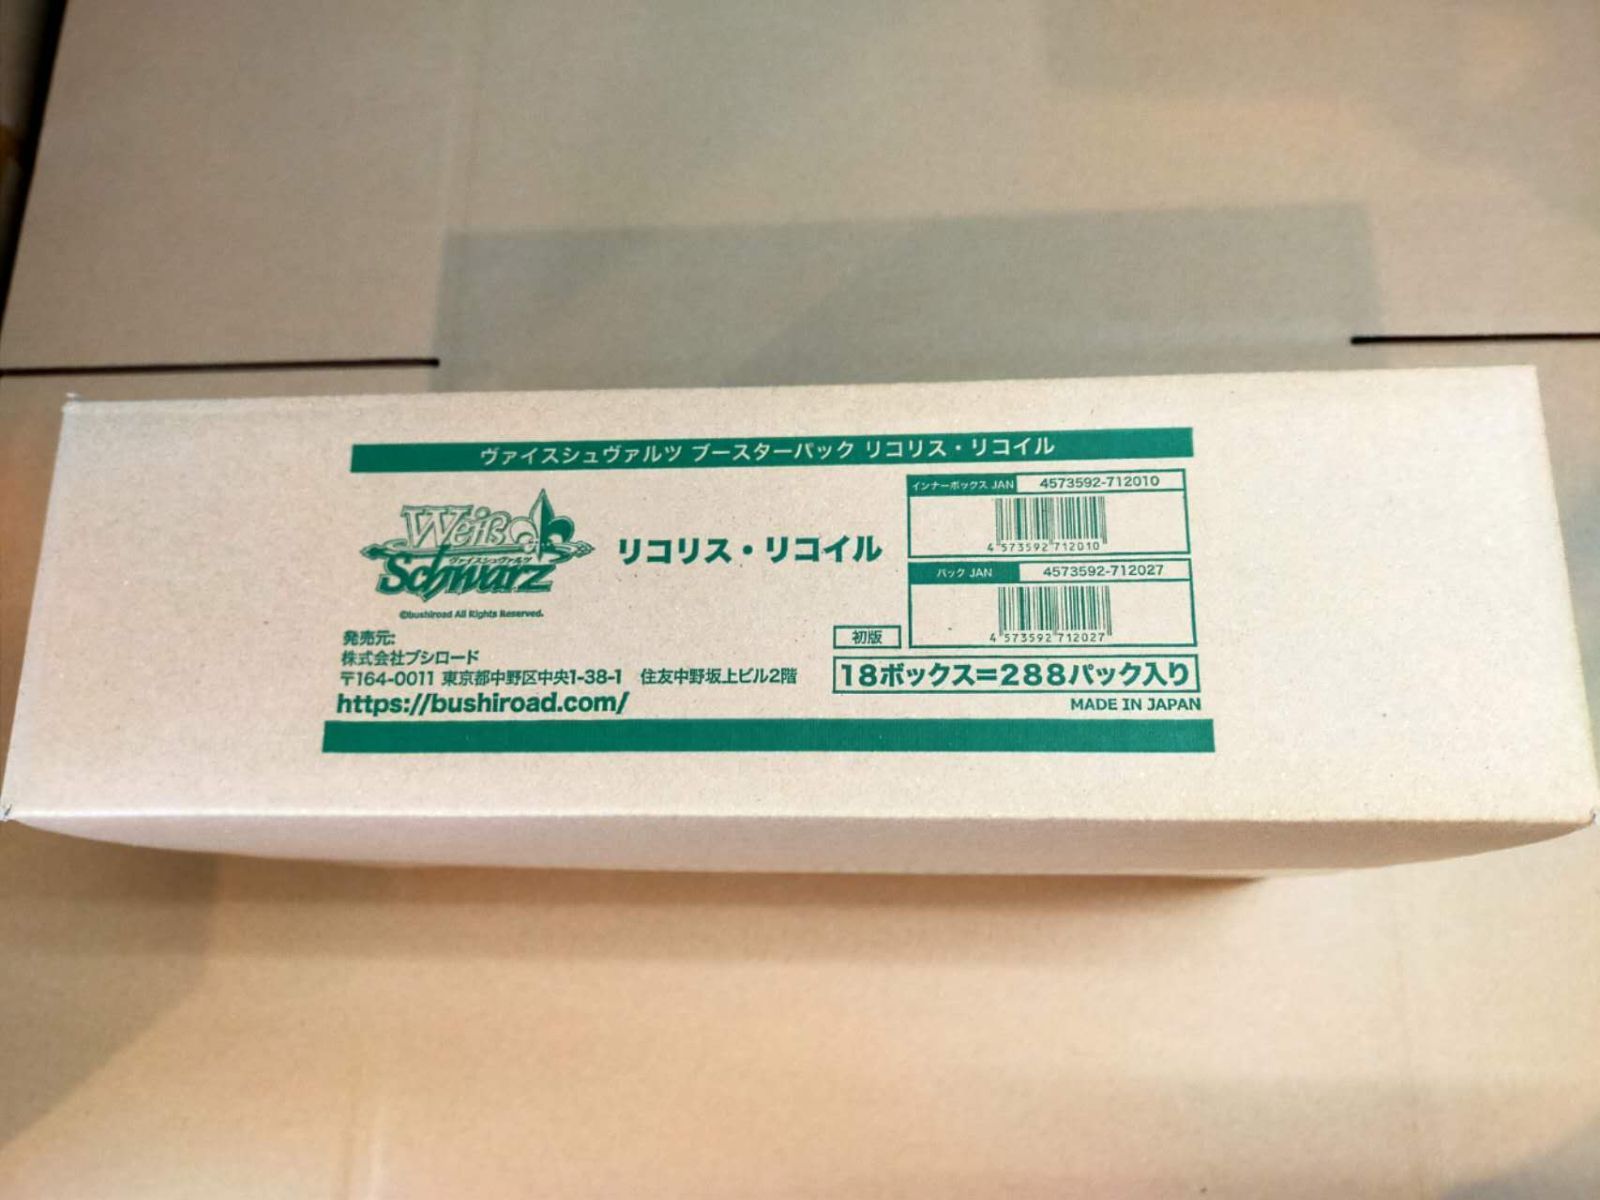 ヴァイスシュヴァルツ ブースターパック リコリス・リコイル
Weiß
ヴァイスシュヴァルツ
Schwarz
©bushiroad All Rights Reserved.
リコリス・リコイル
インナーボックス JAN 4573592-712010
4 573592 712010
パック JAN 4573592-712027
4 573592 712027
発売元:
株式会社ブシロード
〒164-0011 東京都中野区中央1-38-1 住友中野坂上ビル2階
https://bushiroad.com/
初版
18ボックス=288パック入り
MADE IN JAPAN